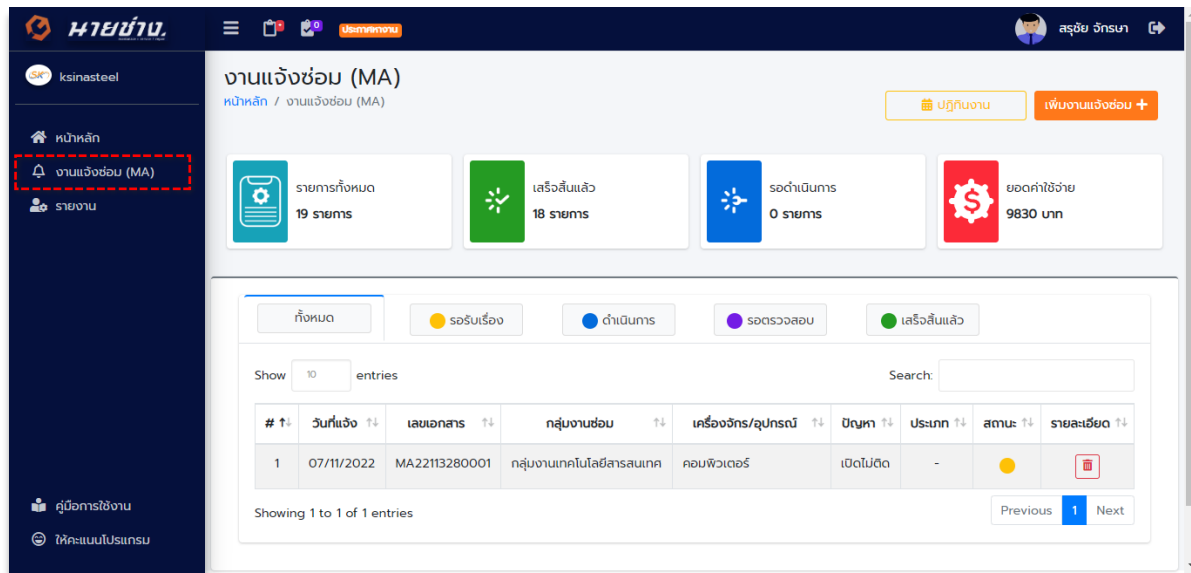 นายช่าง.
0
ประกาศหางาน
สรุชัย จักรษา
ksinasteel
หน้าหลัก
งานแจ้งซ่อม (MA)
รายงาน
คู่มือการใช้งาน
ให้คะแนนโปรแกรม
งานแจ้งซ่อม (MA)
หน้าหลัก / งานแจ้งซ่อม (MA)
ปฏิทินงาน
เพิ่มงานแจ้งซ่อม +
รายการทั้งหมด
19 รายการ
เสร็จสิ้นแล้ว
18 รายการ
รอดำเนินการ
0 รายการ
ยอดค่าใช้จ่าย
9830 บาท
ทั้งหมด รอรับเรื่อง ดำเนินการ รอตรวจสอบ เสร็จสิ้นแล้ว
Show 10 entries Search:
# วันที่แจ้ง เลขเอกสาร กลุ่มงานซ่อม เครื่องจักร/อุปกรณ์ ปัญหา ประเภท สถานะ รายละเอียด
1 07/11/2022 MA22113280001 กลุ่มงานเทคโนโลยีสารสนเทศ คอมพิวเตอร์ เปิดไม่ติด -
Showing 1 to 1 of 1 entries Previous 1 Next